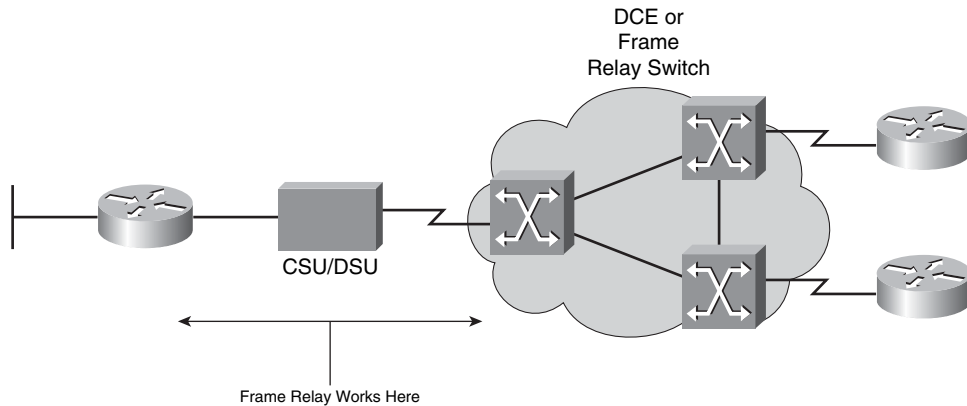 DCE or
Frame
Relay Switch
CSU/DSU
Frame Relay Works Here